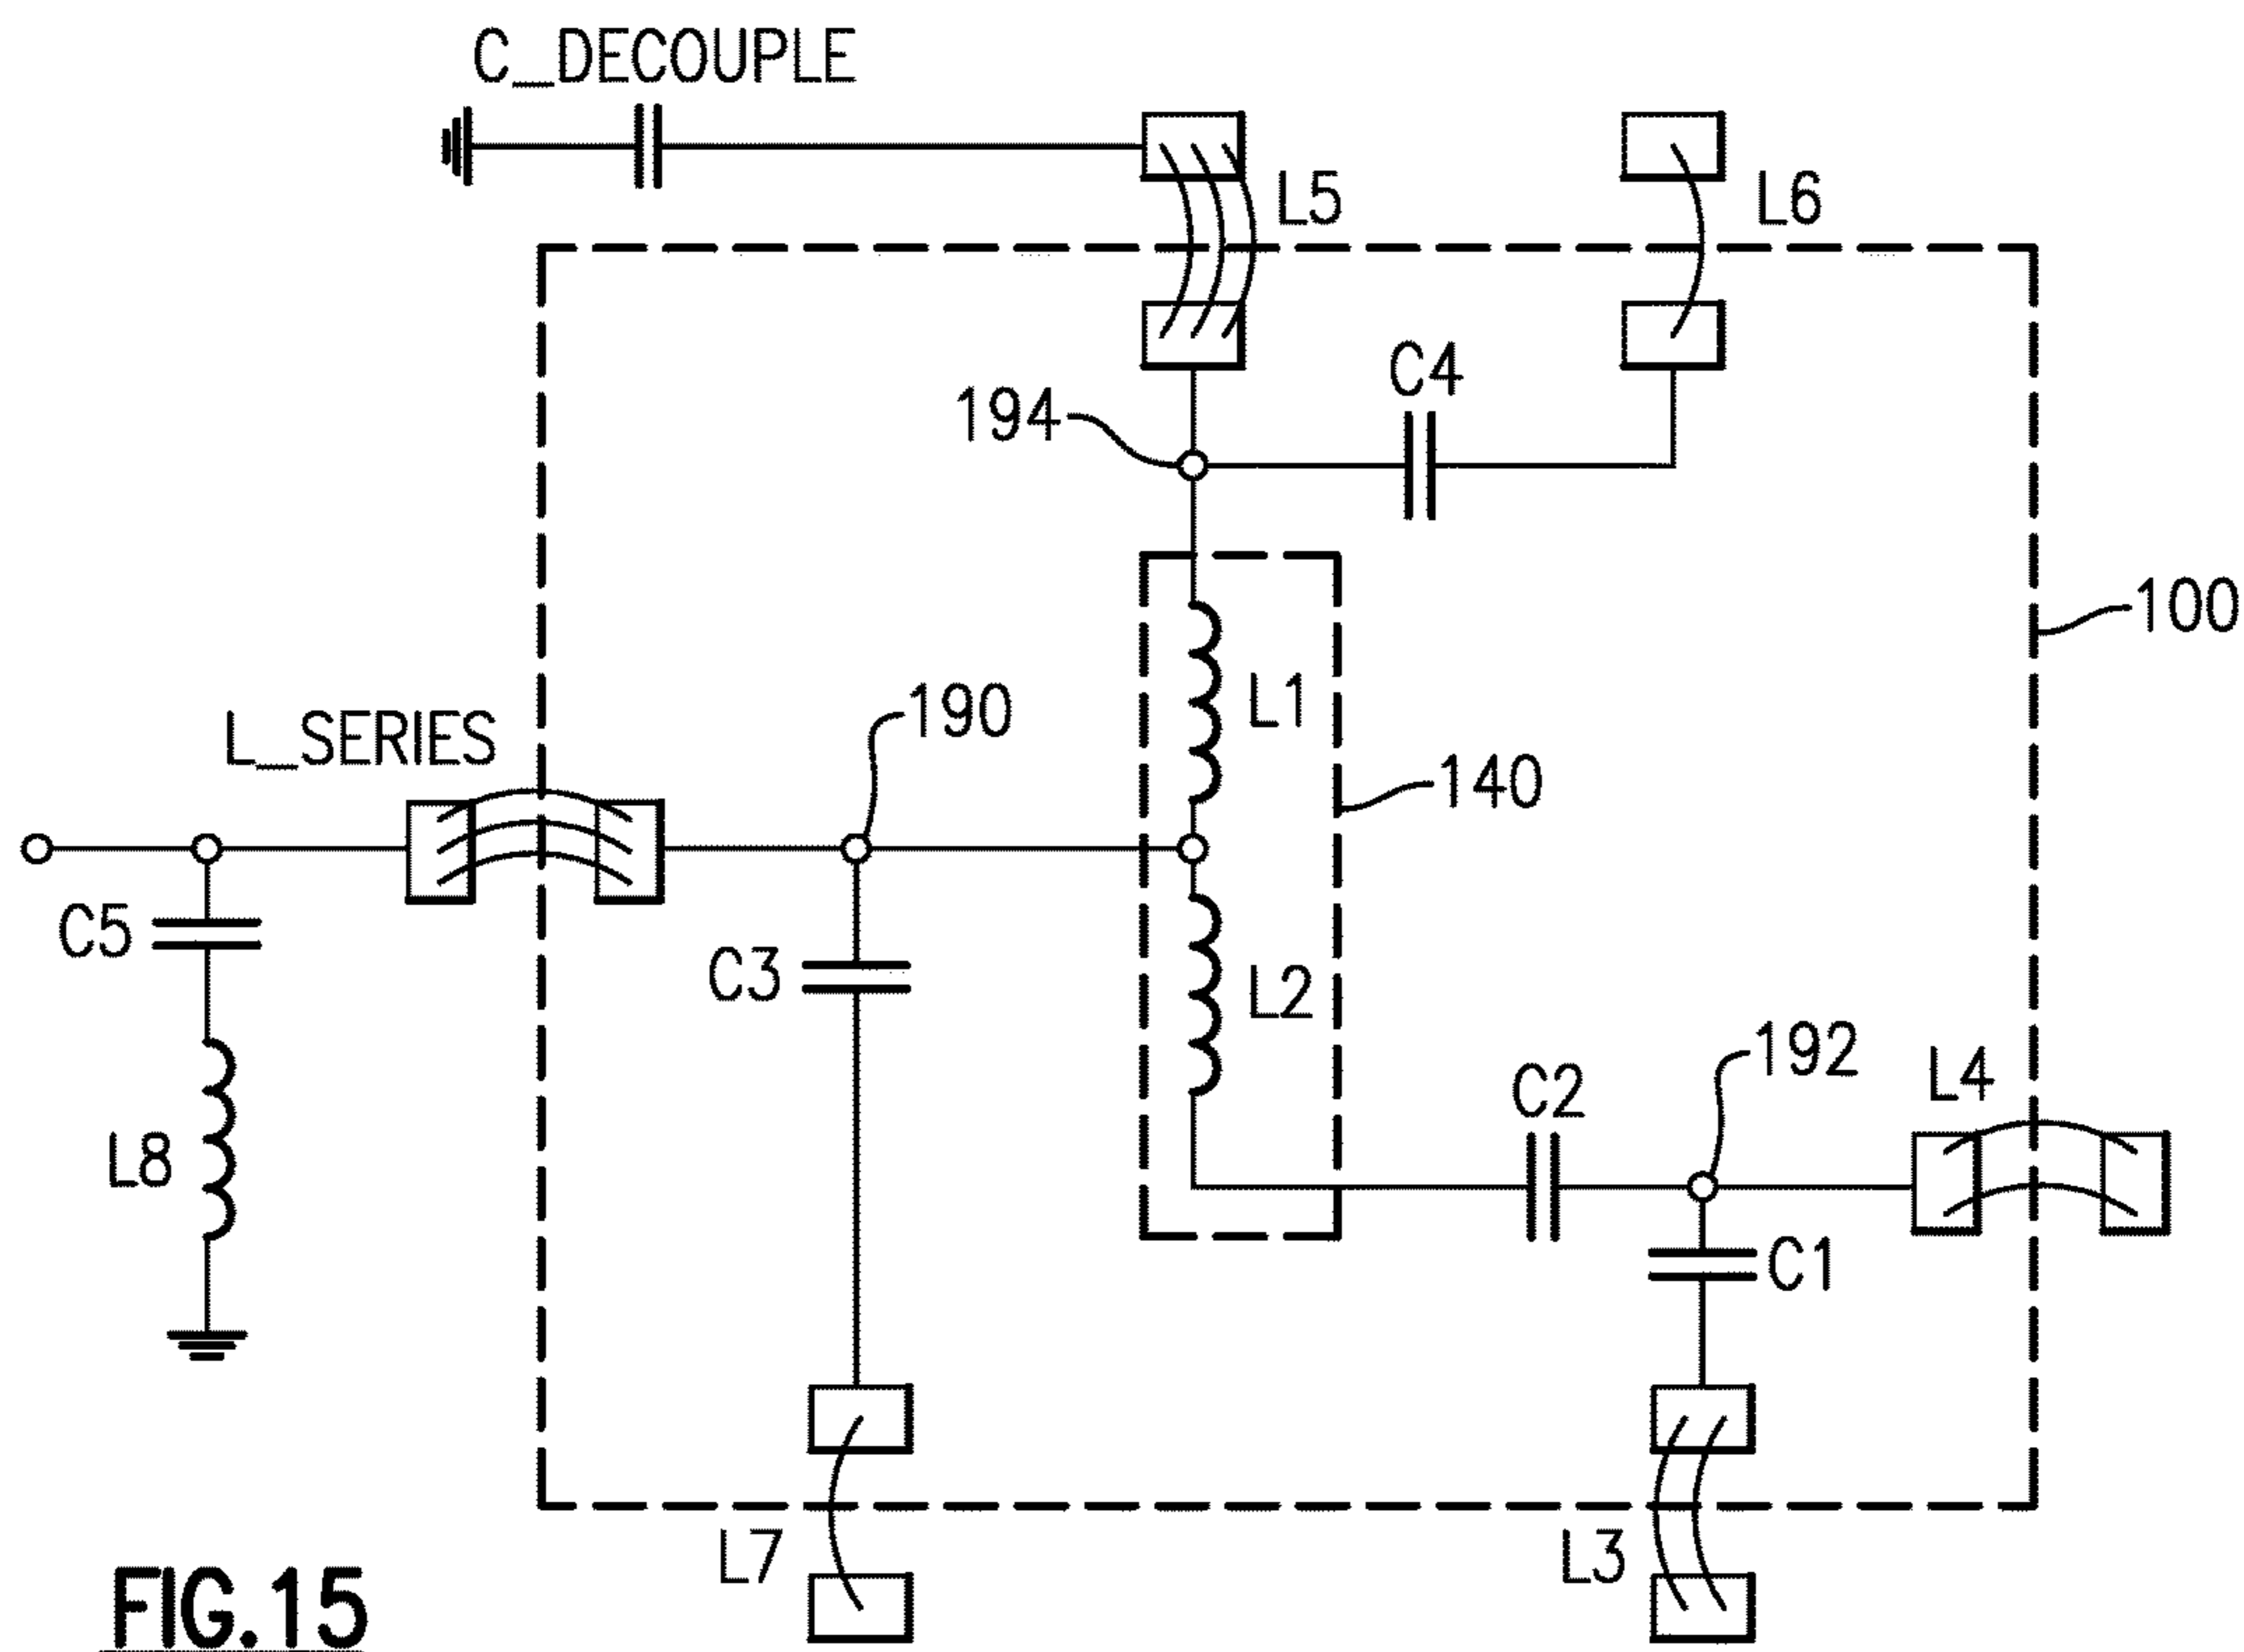 C_DECOUPLE
L5
L6
C4
194
100
L1
190
L_SERIES
140
C5
C3
L2
192
L4
C2
L8
C1
L7
L3
FIG.15